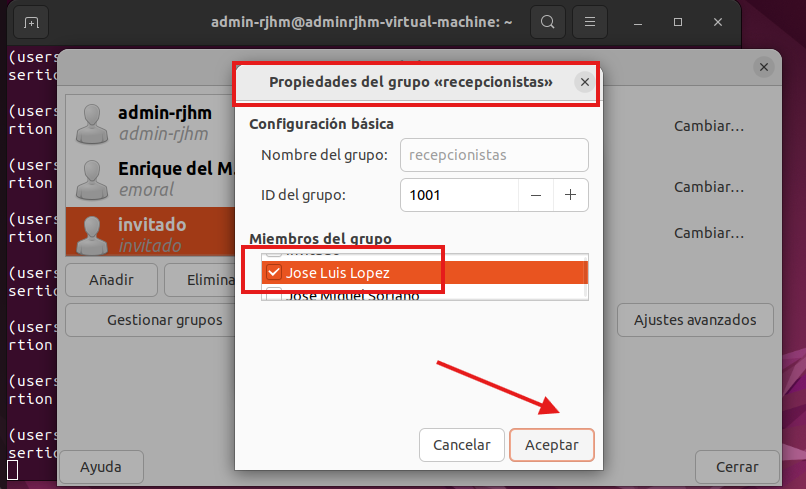 admin-rjhm@adminrjhm-virtual-machine: ~
(users
sertio
(users
rtion
(users
rtion
(users
rtion
(users
sertio
(users
rtion
(users
sertio
admin-rjhm
admin-rjhm
Cambiar...
Enrique del M.
emoral
Cambiar...
invitado
invitado
Cambiar...
Añadir
Elimina
Gestionar grupos
Ajustes avanzados
Ayuda
Cerrar
Propiedades del grupo «recepcionistas»
Configuración básica
Nombre del grupo: recepcionistas
ID del grupo: 1001
Miembros del grupo
Jose Luis Lopez
Jose Miguel Soriano
Cancelar
Aceptar